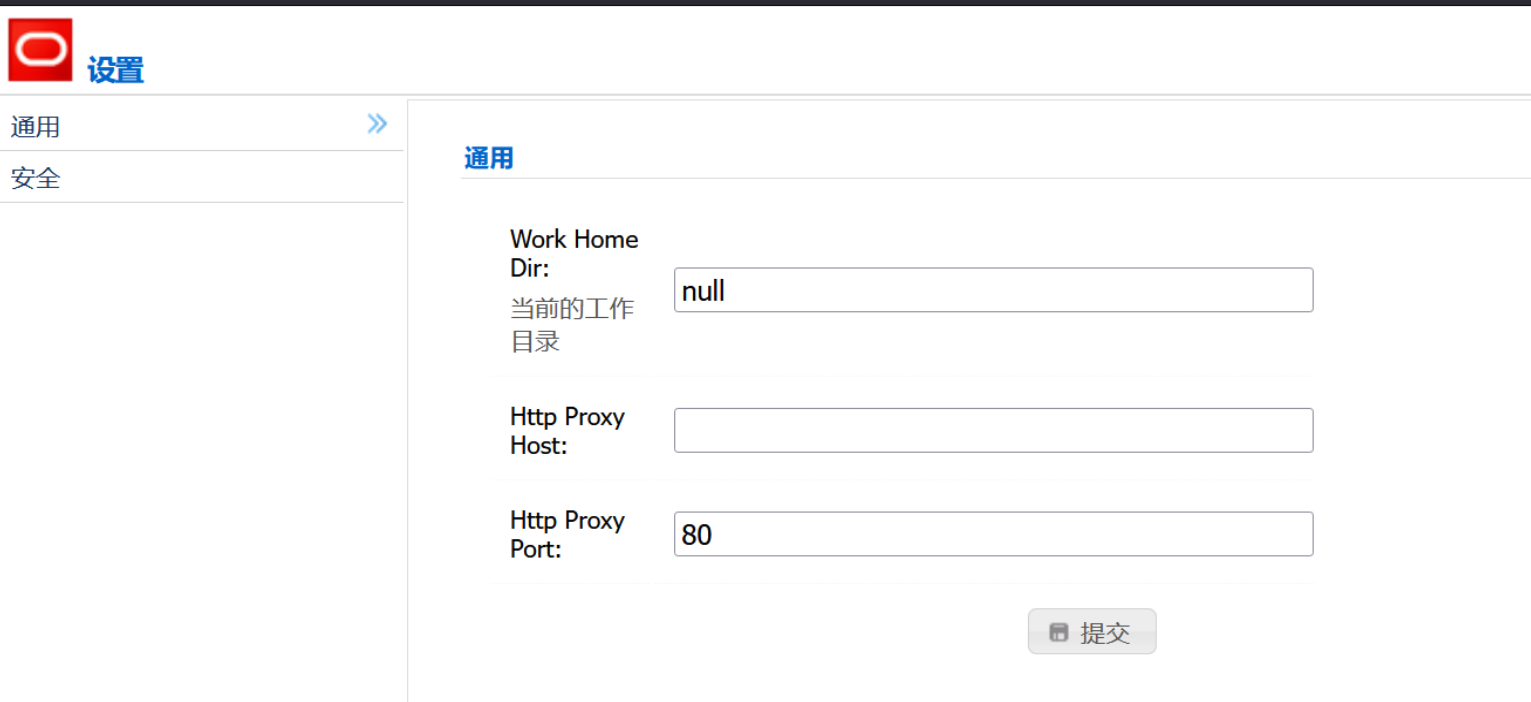 设置
通用
安全
通用
Work Home
Dir:
当前的工作
目录
null
Http Proxy
Host:
Http Proxy
Port:
80
提交